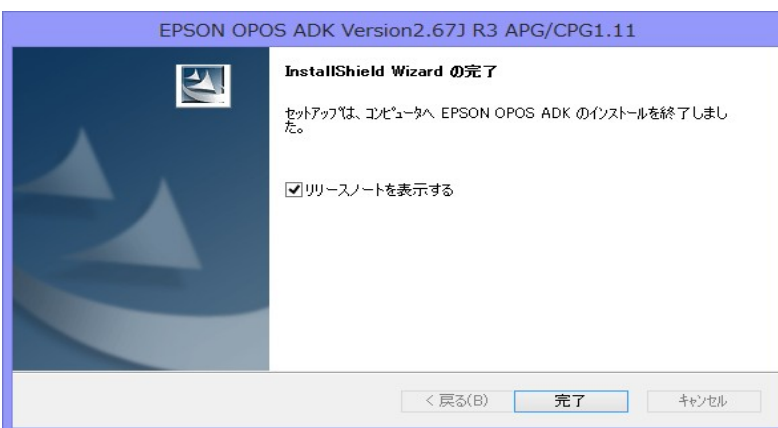 EPSON OPOS ADK Version2.67J R3 APG/CPG1.11
InstallShield Wizard の完了
セットアップは、コンピュータへ EPSON OPOS ADK のインストールを終了しまし
た。
リリースノートを表示する
< 戻る(B)
完了
キャンセル